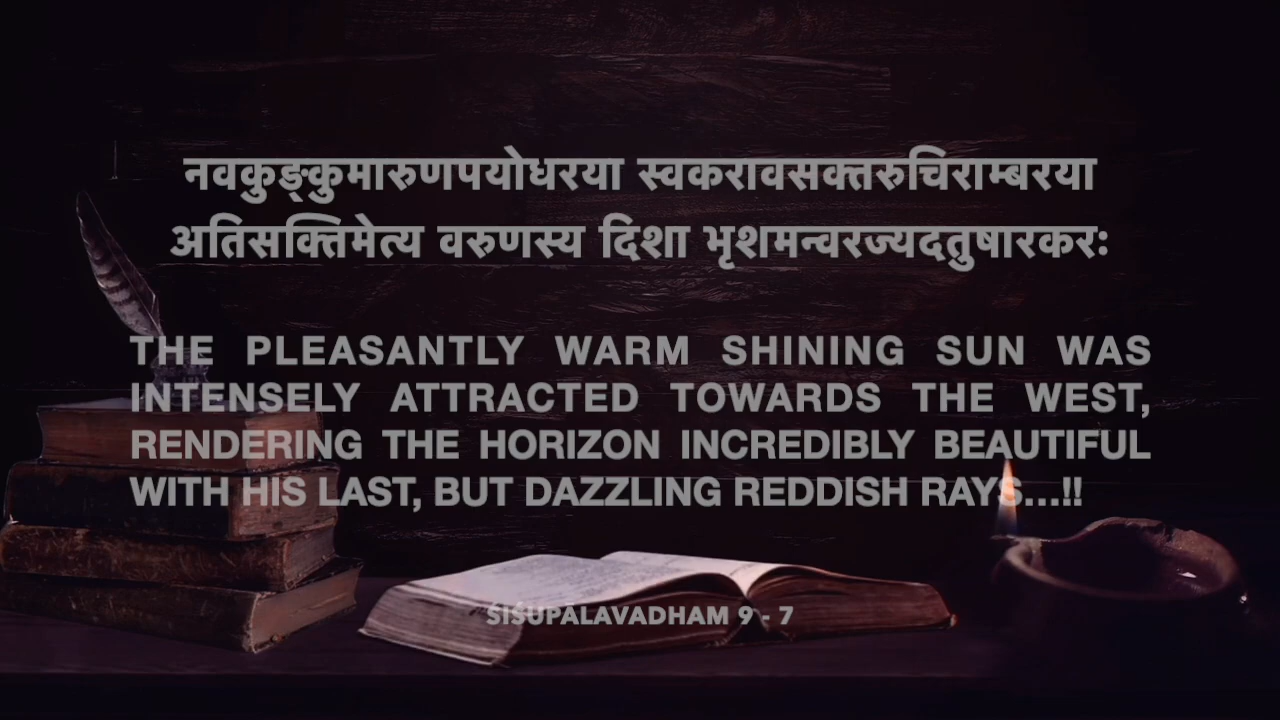 नवकुङ्कुमारुणपयोधरया स्वकरावसक्तरुचिराम्बरया
अतिसक्तिमेत्य वरुणस्य दिशा भृशमन्वरज्यदतुषारकरः
THE PLEASANTLY WARM SHINING SUN WAS
INTENSELY ATTRACTED TOWARDS THE WEST,
RENDERING THE HORIZON INCREDIBLY BEAUTIFUL
WITH HIS LAST, BUT DAZZLING REDDISH RAYS...!!
ŚIŚUPALAVADHAM 9 - 7